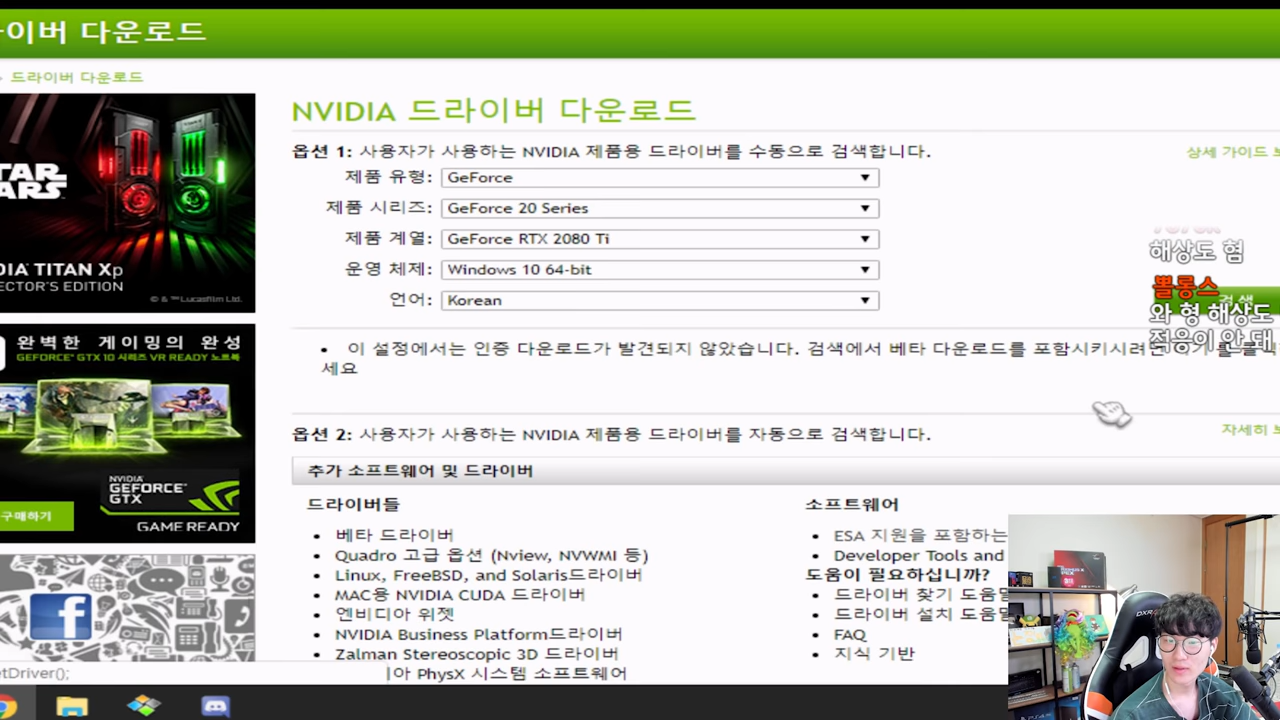 이버 다운로드
드라이버 다운로드
NVIDIA 드라이버 다운로드
옵션 1: 사용자가 사용하는 NVIDIA 제품용 드라이버를 수동으로 검색합니다.
상세 가이드
제품 유형: GeForce
제품 시리즈: GeForce 20 Series
제품 계열: GeForce RTX 2080 Ti
운영 체제: Windows 10 64-bit
언어: Korean
TAR
ARS
DIA TITAN Xp
ECTOR'S EDITION
© & ™Lucasfilm Ltd.
해상도 혐
뽈롱스
검색
와 형 해상도
적응이 안 돼
이 설정에서는 인증 다운로드가 발견되지 않았습니다. 검색에서 베타 다운로드를 포함시키시려면
세요
완벽한 게이밍의 완성
GEFORCE® GTX 10 시리즈 VR READY 노트북
NVIDIA
GEFORCE
GTX
구매하기
GAME READY
옵션 2: 사용자가 사용하는 NVIDIA 제품용 드라이버를 자동으로 검색합니다.
자세히
추가 소프트웨어 및 드라이버
드라이버들
베타 드라이버
Quadro 고급 옵션 (Nview, NVWMI 등)
Linux, FreeBSD, and Solaris드라이버
MAC용 NVIDIA CUDA 드라이버
엔비디아 위젯
NVIDIA Business Platform드라이버
Zalman Stereoscopic 3D 드라이버
아 PhysX 시스템 소프트웨어
소프트웨어
ESA 지원을 포함하는
Developer Tools and
도움이 필요하십니까?
드라이버 찾기 도움말
드라이버 설치 도움말
FAQ
지식 기반
etDriver();
DXR